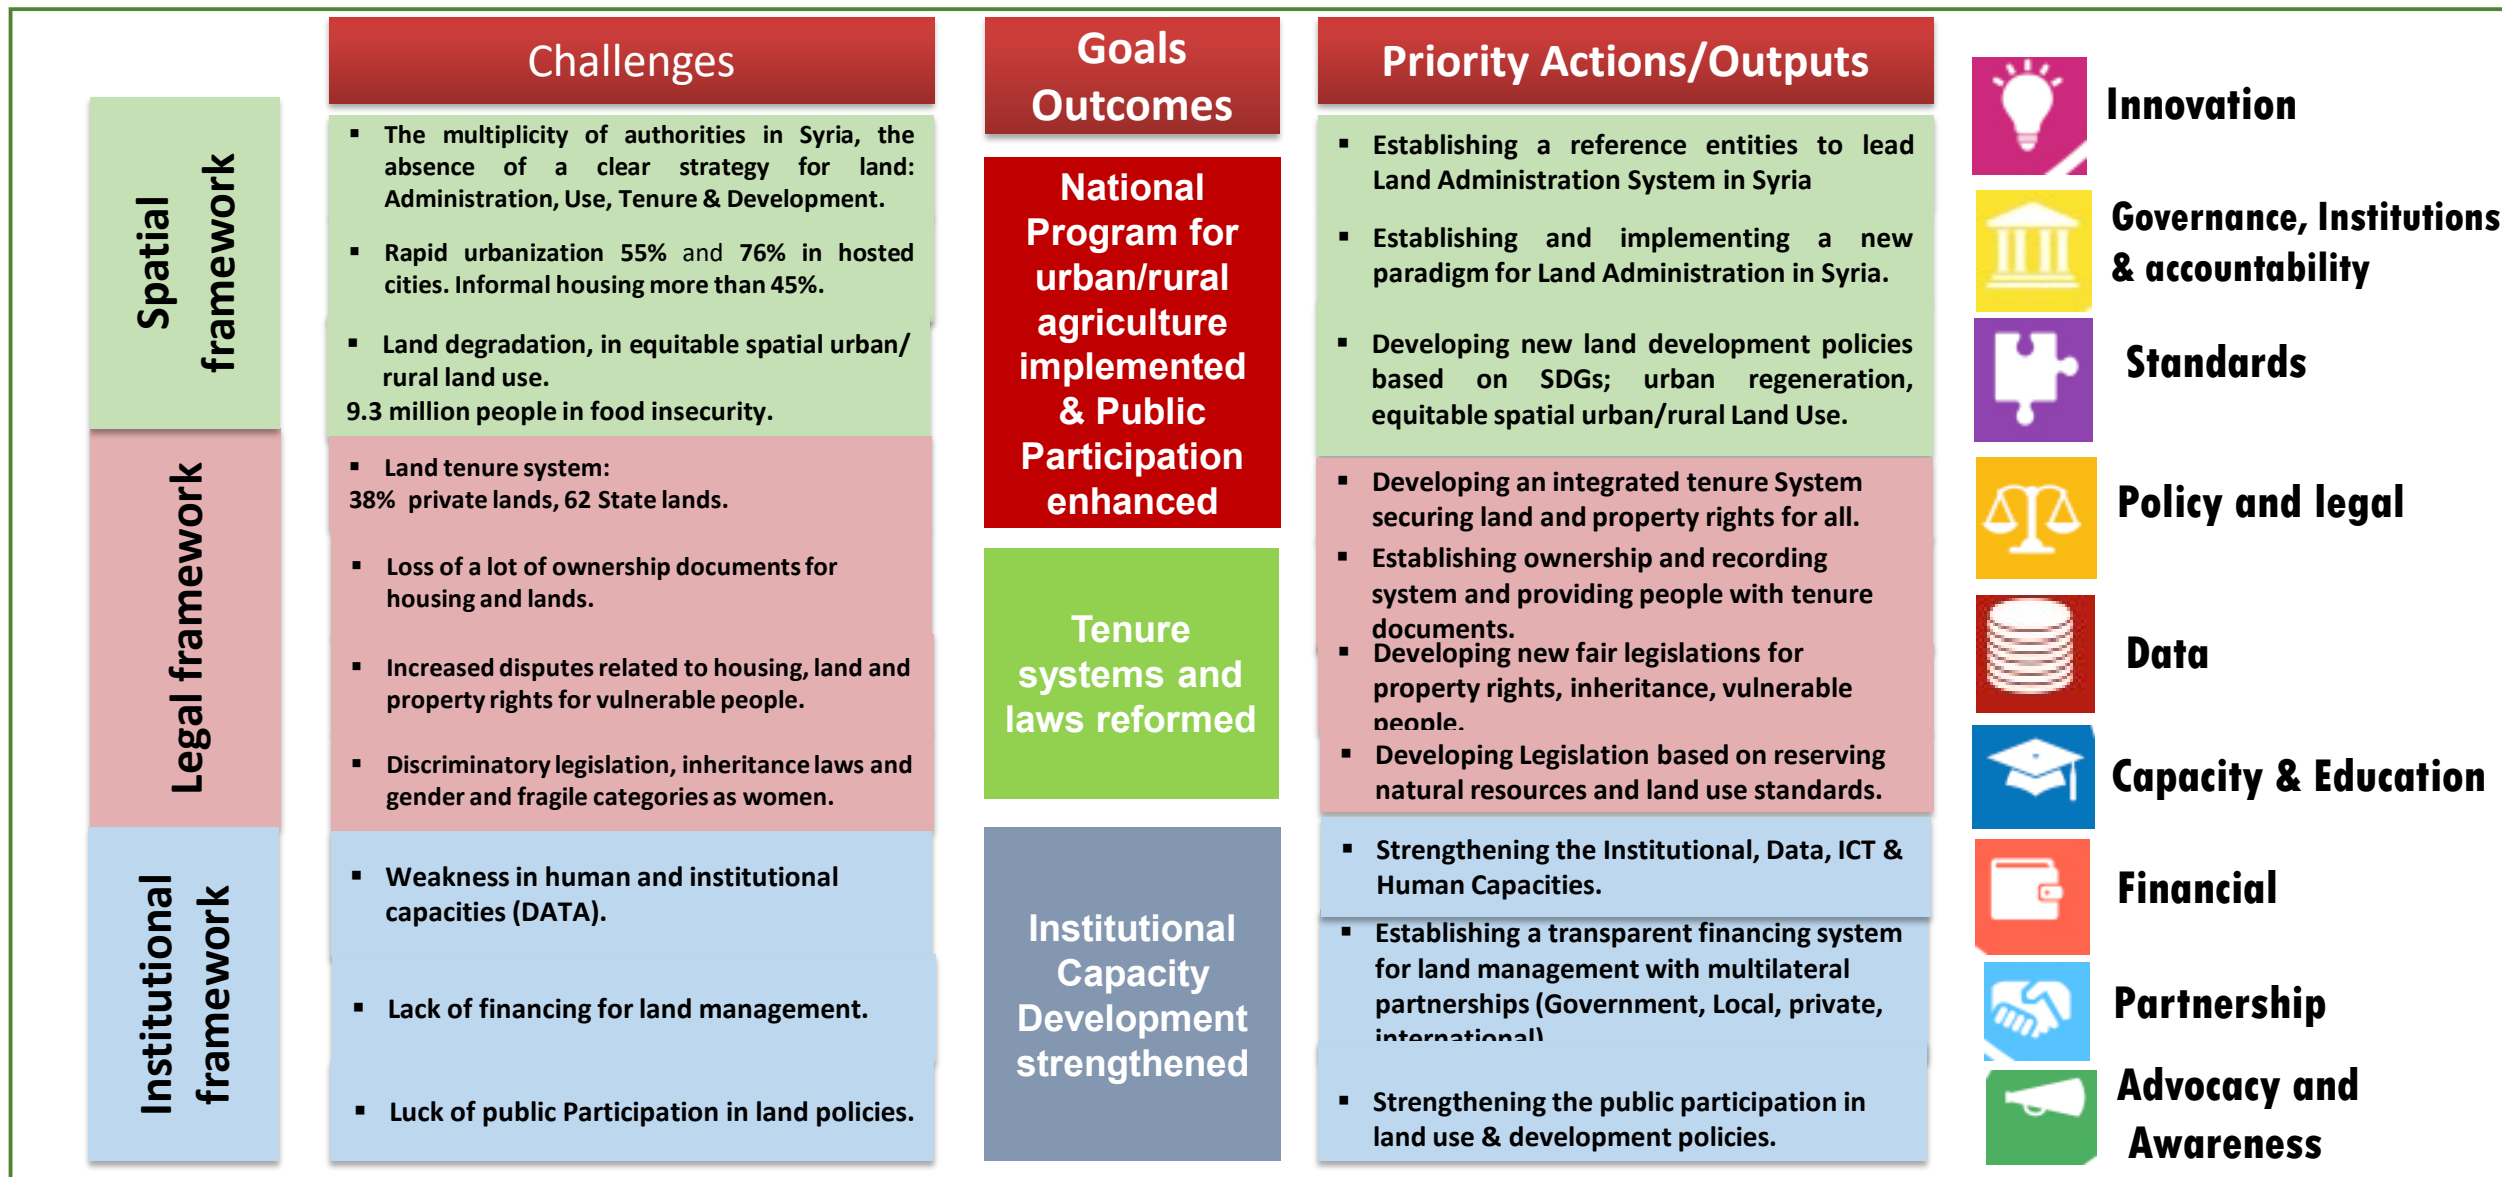 Challenges
Goals
Outcomes
Priority Actions/Outputs
Spatial
framework
▪ The multiplicity of authorities in Syria, the
absence of a clear strategy for land:
Administration, Use, Tenure & Development.
▪ Rapid urbanization 55% and 76% in hosted
cities. Informal housing more than 45%.
▪ Land degradation, in equitable spatial urban/
rural land use.
9.3 million people in food insecurity.
National
Program for
urban/rural
agriculture
implemented
& Public
Participation
enhanced
▪ Establishing a reference entities to lead
Land Administration System in Syria
▪ Establishing and implementing a new
paradigm for Land Administration in Syria.
▪ Developing new land development policies
based on SDGs; urban regeneration,
equitable spatial urban/rural Land Use.
Legal framework
▪ Land tenure system:
38% private lands, 62 State lands.
▪ Loss of a lot of ownership documents for
housing and lands.
▪ Increased disputes related to housing, land and
property rights for vulnerable people.
▪ Discriminatory legislation, inheritance laws and
gender and fragile categories as women.
Tenure
systems and
laws reformed
▪ Developing an integrated tenure System
securing land and property rights for all.
▪ Establishing ownership and recording
system and providing people with tenure
documents.
▪ Developing new fair legislations for
property rights, inheritance, vulnerable
people.
▪ Developing Legislation based on reserving
natural resources and land use standards.
Institutional
framework
▪ Weakness in human and institutional
capacities (DATA).
▪ Lack of financing for land management.
▪ Luck of public Participation in land policies.
Institutional
Capacity
Development
strengthened
▪ Strengthening the Institutional, Data, ICT &
Human Capacities.
▪ Establishing a transparent financing system
for land management with multilateral
partnerships (Government, Local, private,
international)
▪ Strengthening the public participation in
land use & development policies.
Innovation
Governance, Institutions
& accountability
Standards
Policy and legal
Data
Capacity & Education
Financial
Partnership
Advocacy and
Awareness